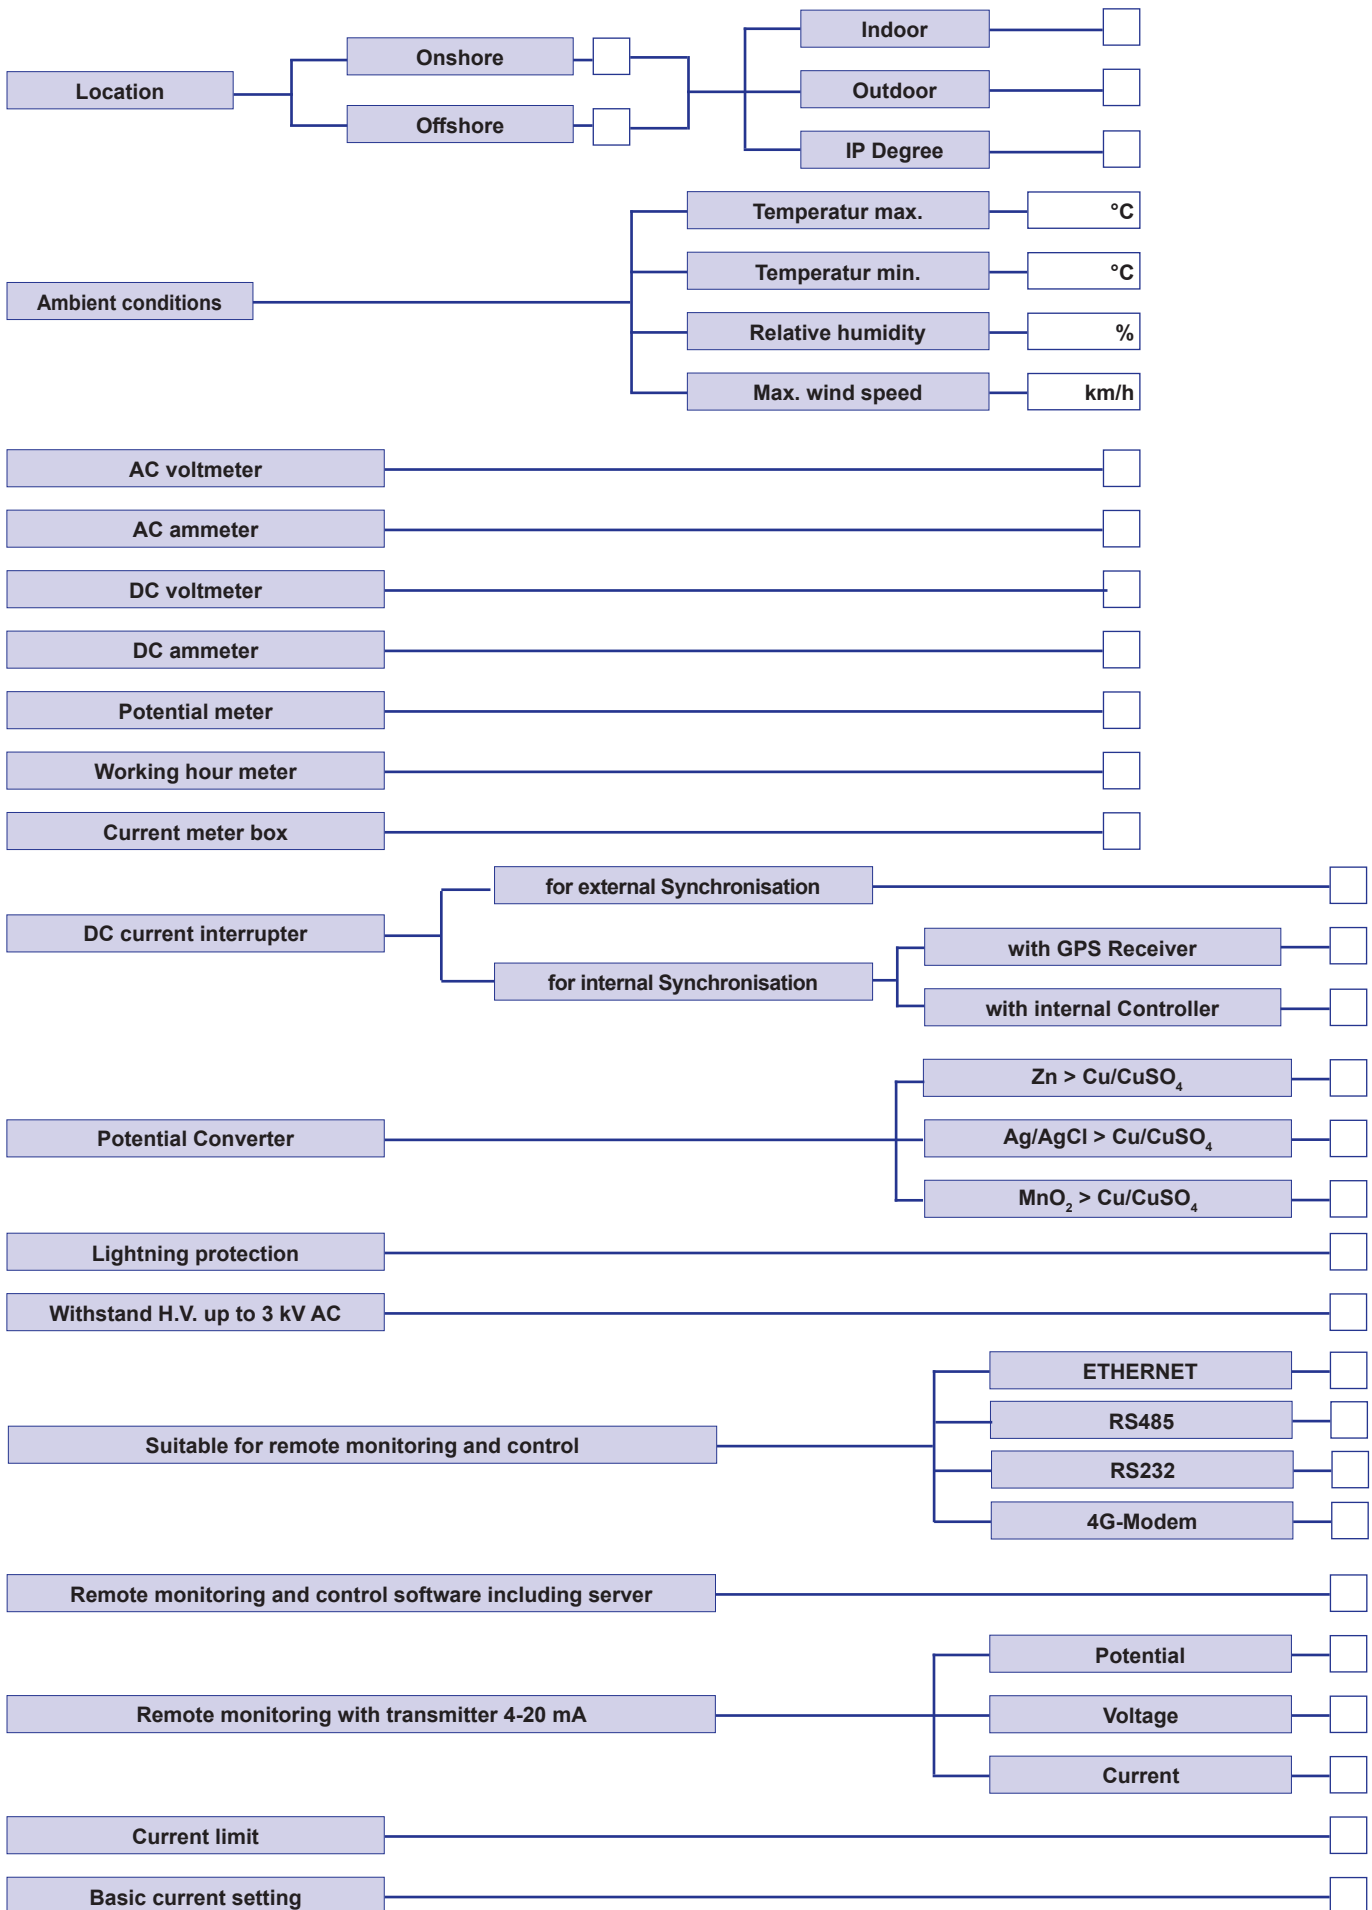 Location
Onshore
Offshore
Indoor
Outdoor
IP Degree
Ambient conditions
Temperatur max.
°C
Temperatur min.
°C
Relative humidity
%
Max. wind speed
km/h
AC voltmeter
AC ammeter
DC voltmeter
DC ammeter
Potential meter
Working hour meter
Current meter box
DC current interrupter
for external Synchronisation
for internal Synchronisation
with GPS Receiver
with internal Controller
Potential Converter
Zn > Cu/CuSO₄
Ag/AgCl > Cu/CuSO₄
MnO₂ > Cu/CuSO₄
Lightning protection
Withstand H.V. up to 3 kV AC
Suitable for remote monitoring and control
ETHERNET
RS485
RS232
4G-Modem
Remote monitoring and control software including server
Remote monitoring with transmitter 4-20 mA
Potential
Voltage
Current
Current limit
Basic current setting